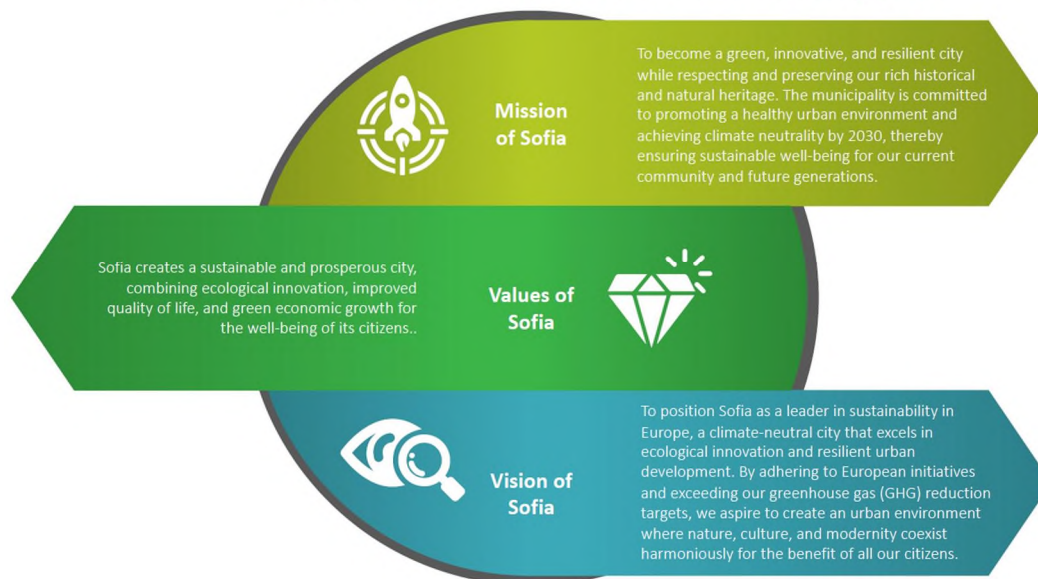 Mission
of Sofia
To become a green, innovative, and resilient city
while respecting and preserving our rich historical
and natural heritage. The municipality is committed
to promoting a healthy urban environment and
achieving climate neutrality by 2030, thereby
ensuring sustainable well-being for our current
community and future generations.
Sofia creates a sustainable and prosperous city,
combining ecological innovation, improved
quality of life, and green economic growth for
the well-being of its citizens..
Values of
Sofia
Vision of
Sofia
To position Sofia as a leader in sustainability in
Europe, a climate-neutral city that excels in
ecological innovation and resilient urban
development. By adhering to European initiatives
and exceeding our greenhouse gas (GHG) reduction
targets, we aspire to create an urban environment
where nature, culture, and modernity coexist
harmoniously for the benefit of all our citizens.